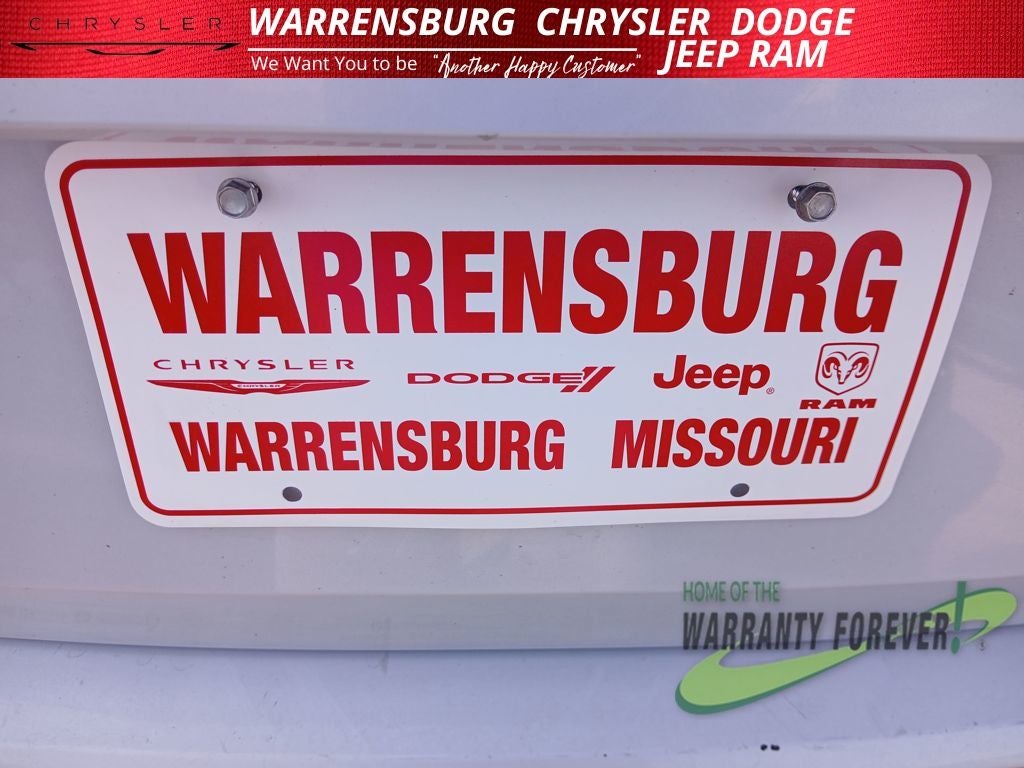 CHRYSLER
WARRENSBURG CHRYSLER DODGE
JEEP RAM
We Want You to be "Another Happy Customer"
WARRENSBURG
CHRYSLER
CHRYSLER
DODGE
Jeep®
RAM
WARRENSBURG MISSOURI
HOME OF THE
WARRANTY FOREVER!